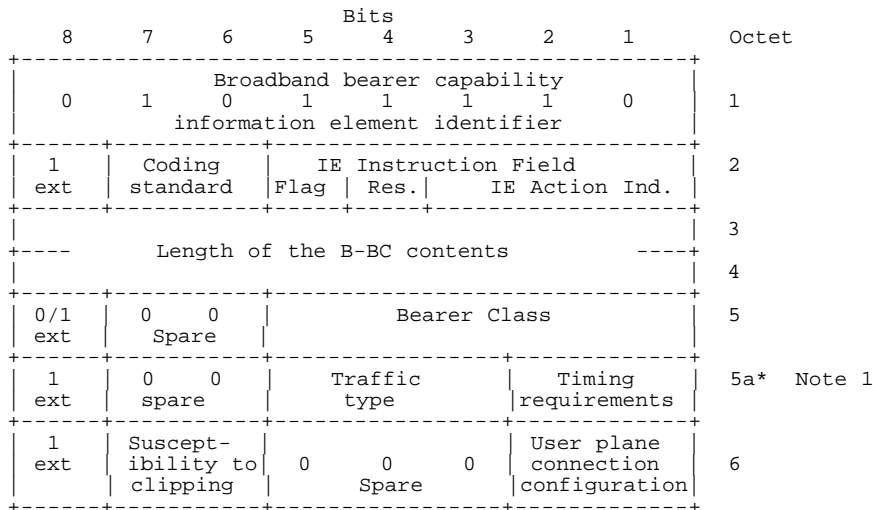 Bits
8 7 6 5 4 3 2 1 Octet
+-----------------------------------------------------+
| Broadband bearer capability |
| 0 1 0 1 1 1 1 0 | 1
| information element identifier |
+------+-----------+----------------------------------+
| 1 | Coding | IE Instruction Field | 2
| ext | standard |Flag | Res.| IE Action Ind. |
+------+-----------+-----+-----+----------------------+
| | 3
+---- Length of the B-BC contents ----+
| | 4
+------+-----------+----------------------------------+
| 0/1 | 0 0 | Bearer Class | 5
| ext | Spare | |
+------+-----------+------------------+---------------+
| 1 | 0 0 | Traffic | Timing | 5a* Note 1
| ext | spare | type |requirements |
+------+-----------+------------------+---------------+
| 1 | Suscept- | | User plane |
| ext | ibility to| 0 0 0 | connection | 6
| | clipping | Spare |configuration|
+------+-----------+------------------+---------------+